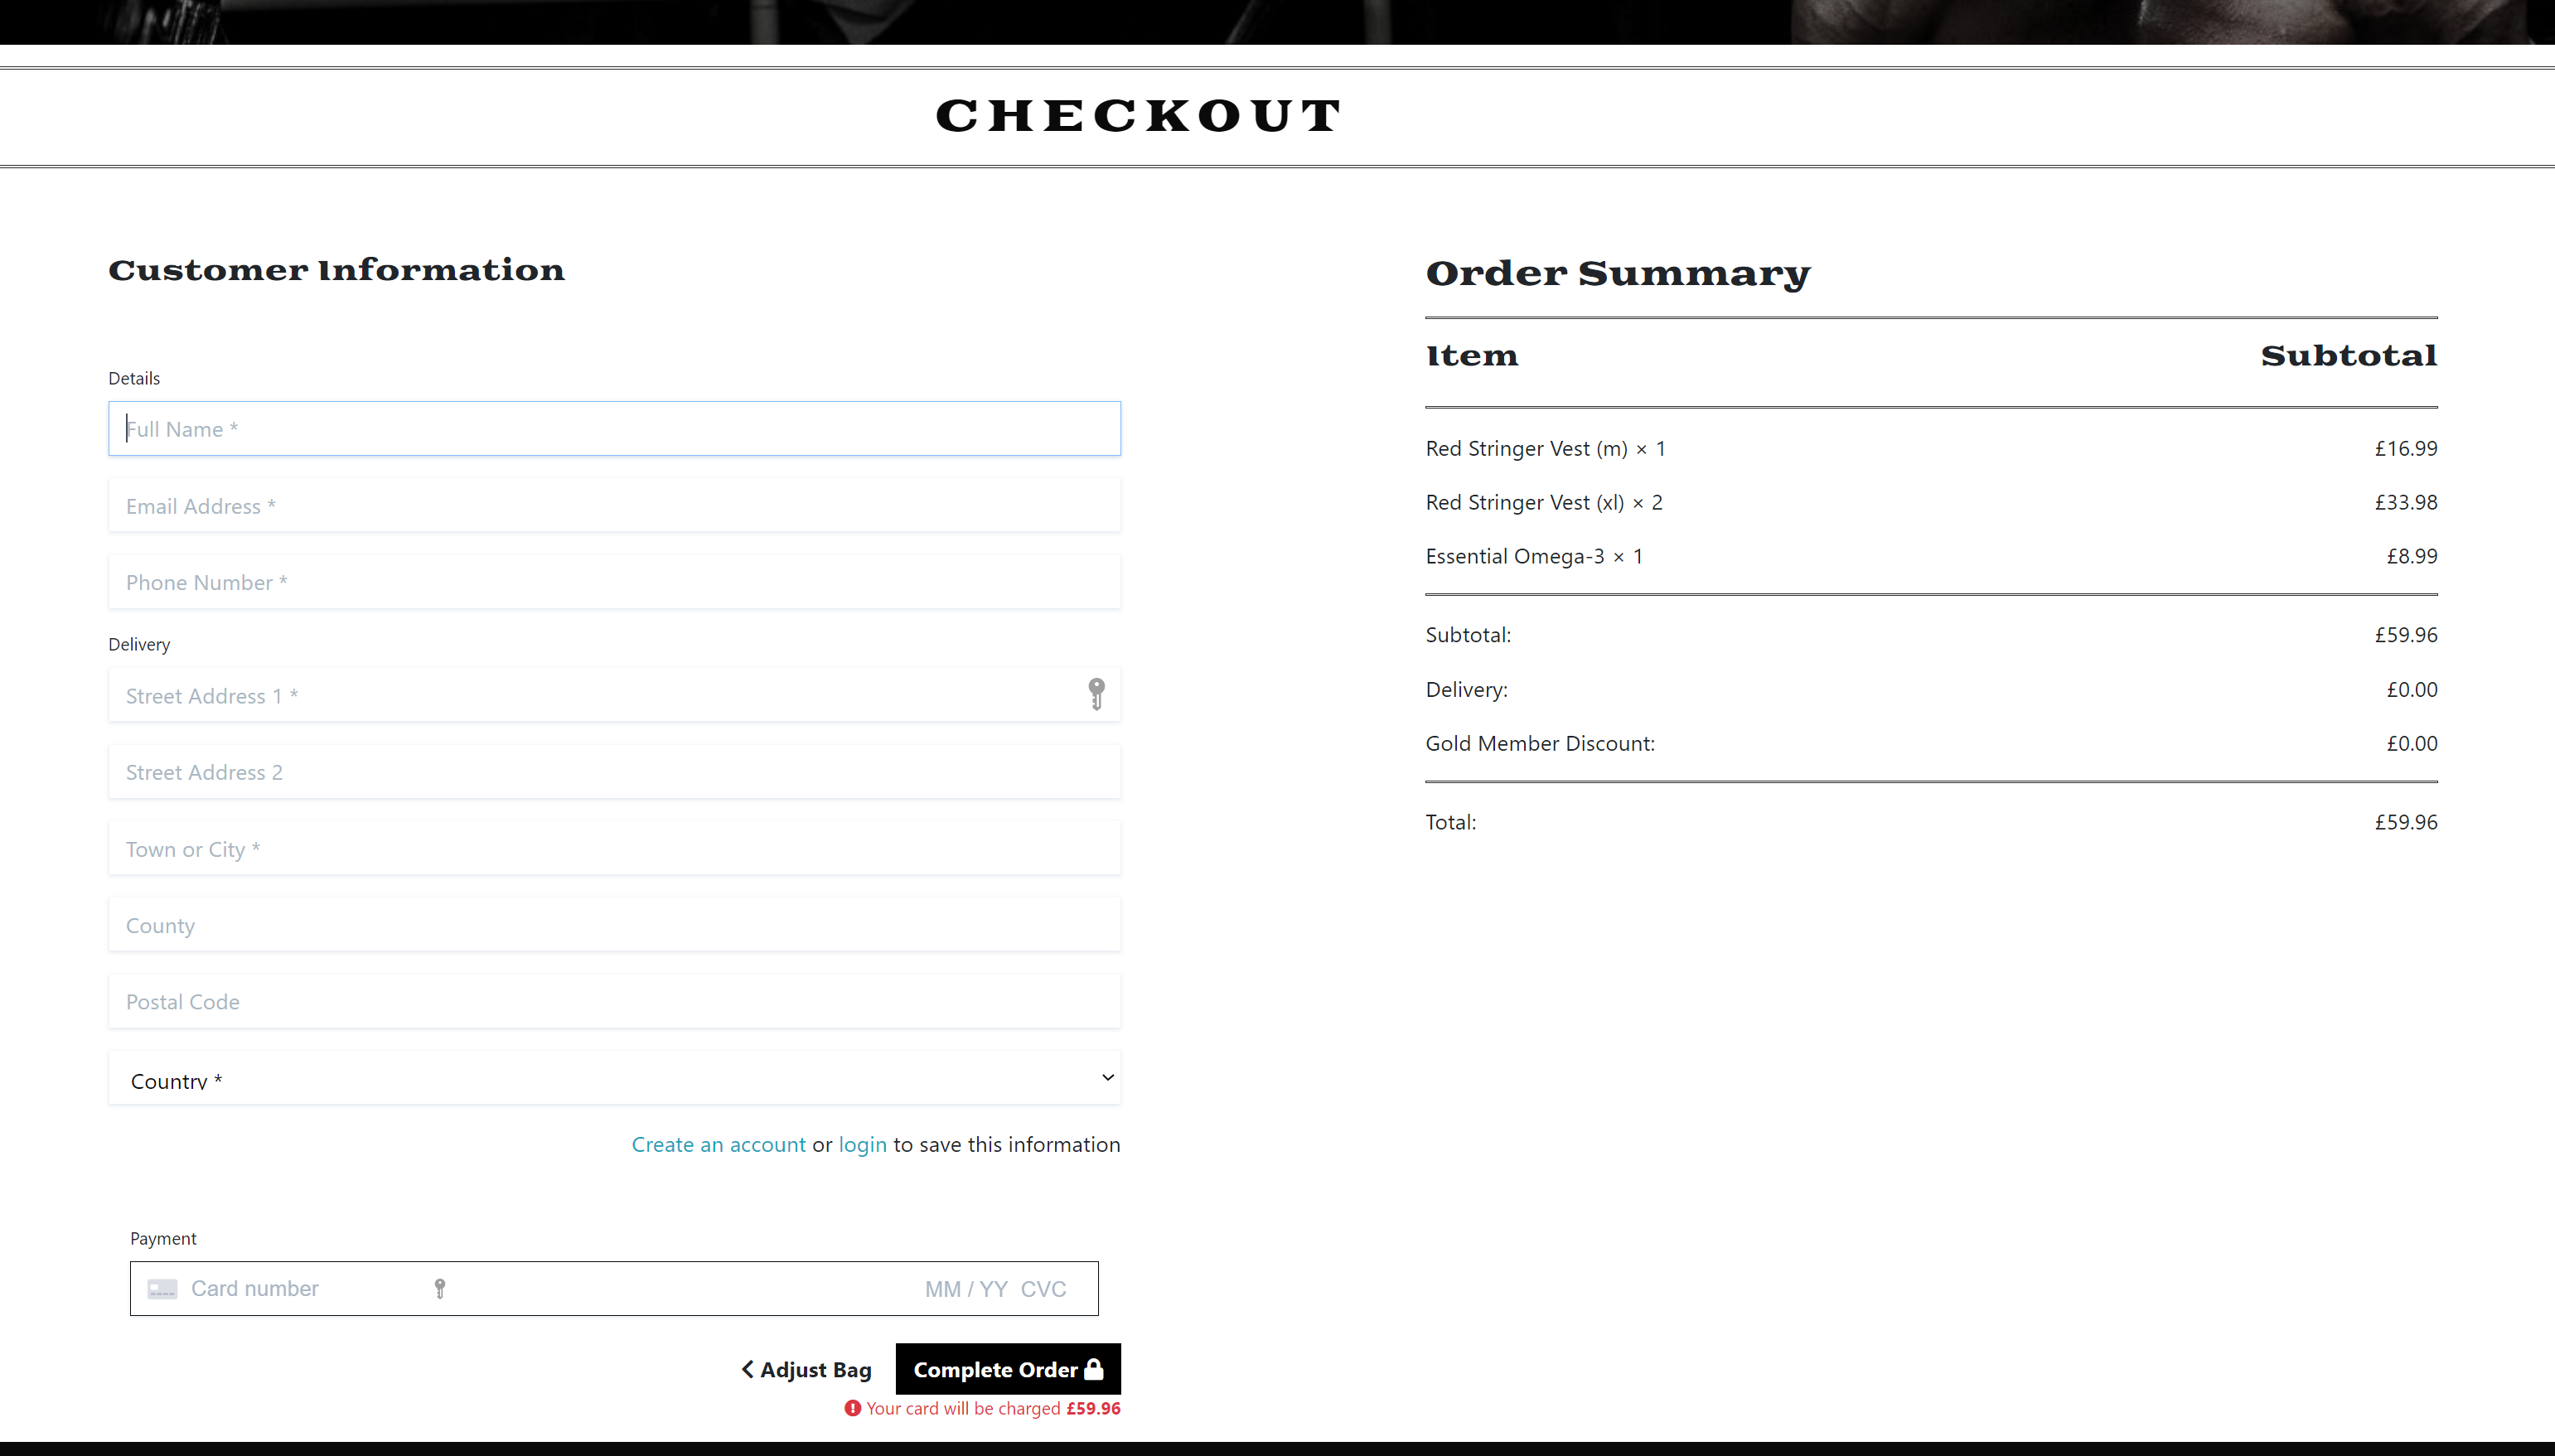 CHECKOUT
Customer Information
Details
Full Name *
Email Address *
Phone Number *
Delivery
Street Address 1 *
Street Address 2
Town or City *
County
Postal Code
Country *
Create an account or login to save this information
Payment
Card number MM / YY CVC
Adjust Bag Complete Order
Your card will be charged £59.96
Order Summary
Item Subtotal
Red Stringer Vest (m) × 1 £16.99
Red Stringer Vest (xl) × 2 £33.98
Essential Omega-3 × 1 £8.99
Subtotal: £59.96
Delivery: £0.00
Gold Member Discount: £0.00
Total: £59.96